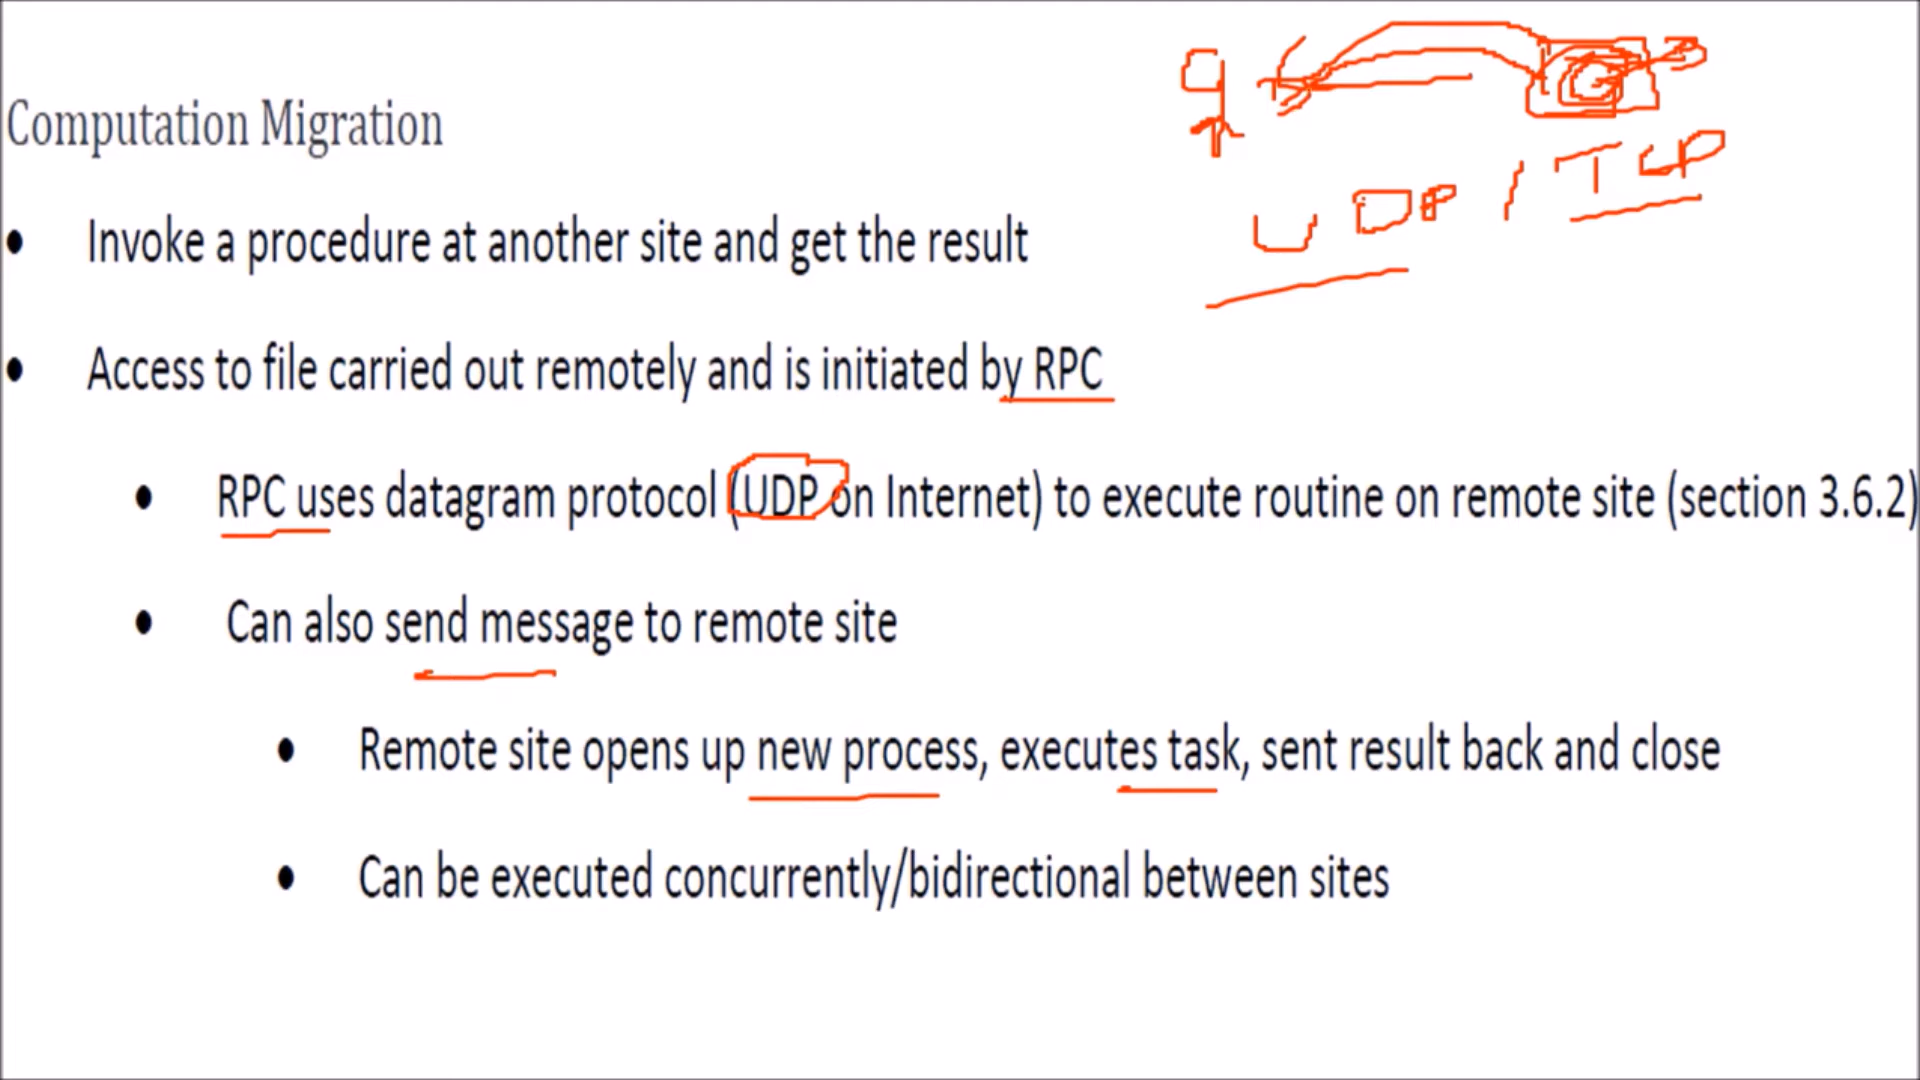 Computation Migration
UDP / TCP
• Invoke a procedure at another site and get the result
• Access to file carried out remotely and is initiated by RPC
• RPC uses datagram protocol (UDP on Internet) to execute routine on remote site (section 3.6.2)
• Can also send message to remote site
• Remote site opens up new process, executes task, sent result back and close
• Can be executed concurrently/bidirectional between sites